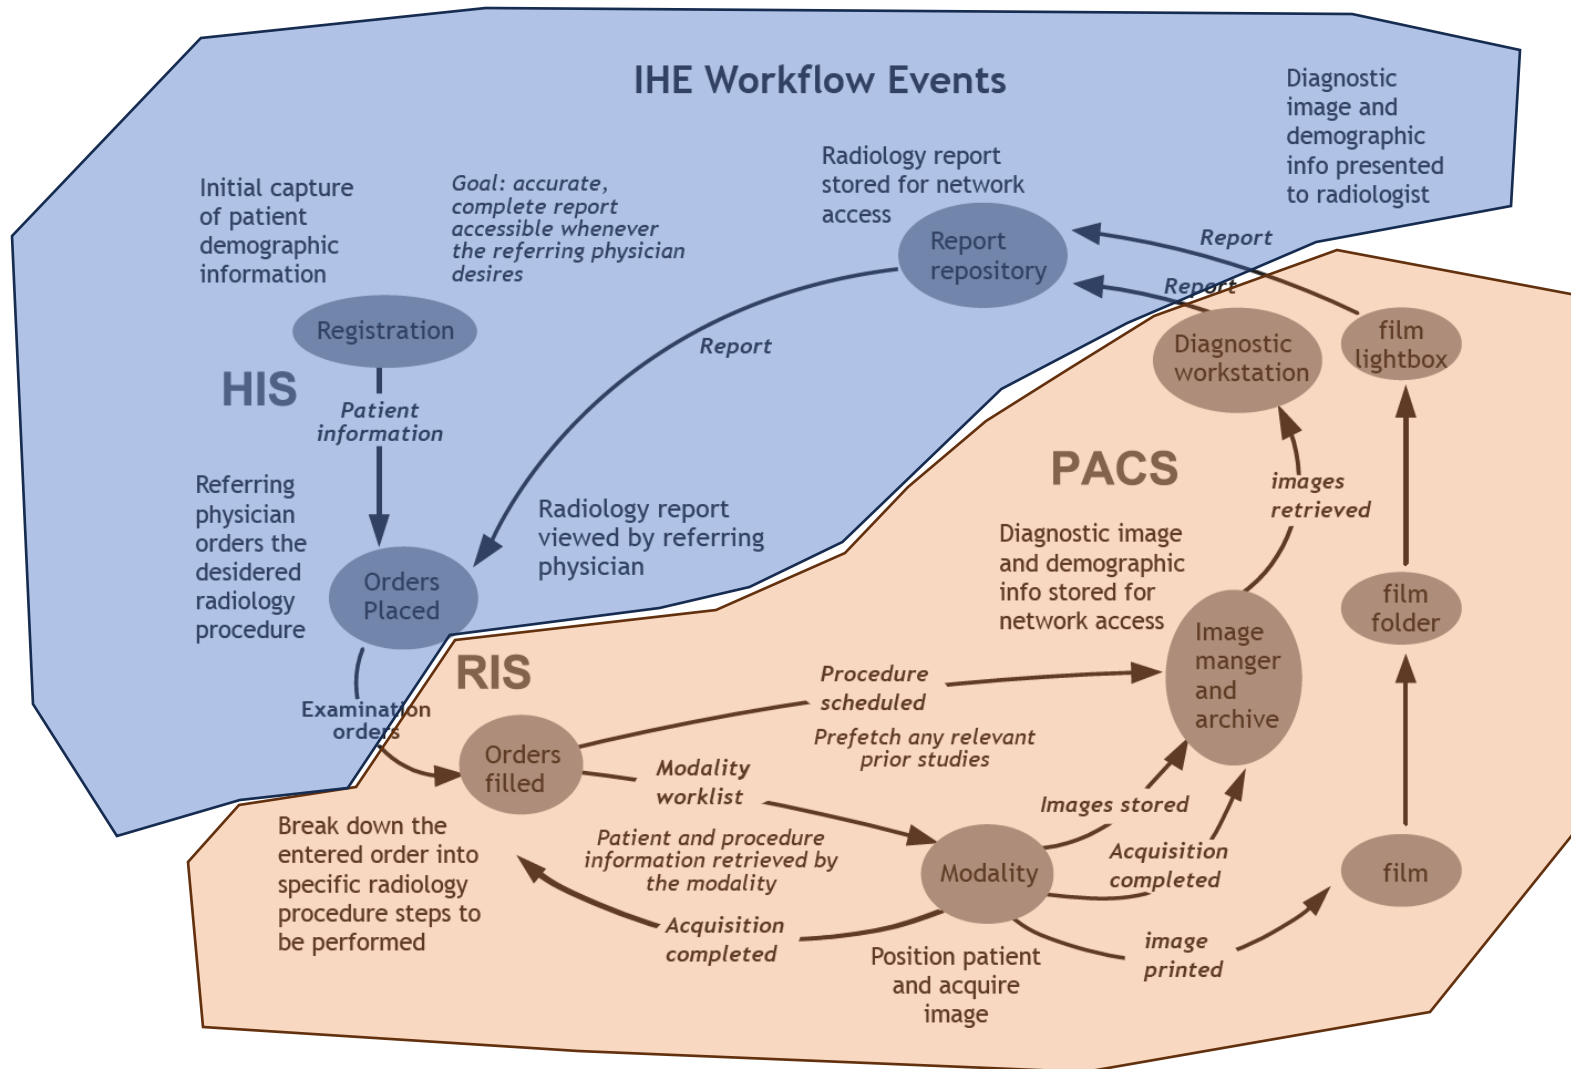 IHE Workflow Events
Diagnostic
image and
demographic
info presented
to radiologist
Radiology report
stored for network
access
Initial capture
of patient
demographic
information
Goal: accurate,
complete report
accessible whenever
the referring physician
desires
Report
repository
Report
Report
Registration
Report
HIS
Patient
information
Diagnostic
workstation
film
lightbox
PACS
images
retrieved
Referring
physician
orders the
desidered
radiology
procedure
Radiology report
viewed by referring
physician
Diagnostic image
and demographic
info stored for
network access
Orders
Placed
film
folder
Image
manger
and
archive
RIS
Procedure
scheduled
Examination
orders
Prefetch any relevant
prior studies
Orders
filled
Modality
worklist
Images stored
Break down the
entered order into
specific radiology
procedure steps to
be performed
Patient and procedure
information retrieved by
the modality
Modality
Acquisition
completed
film
Acquisition
completed
image
printed
Position patient
and acquire
image